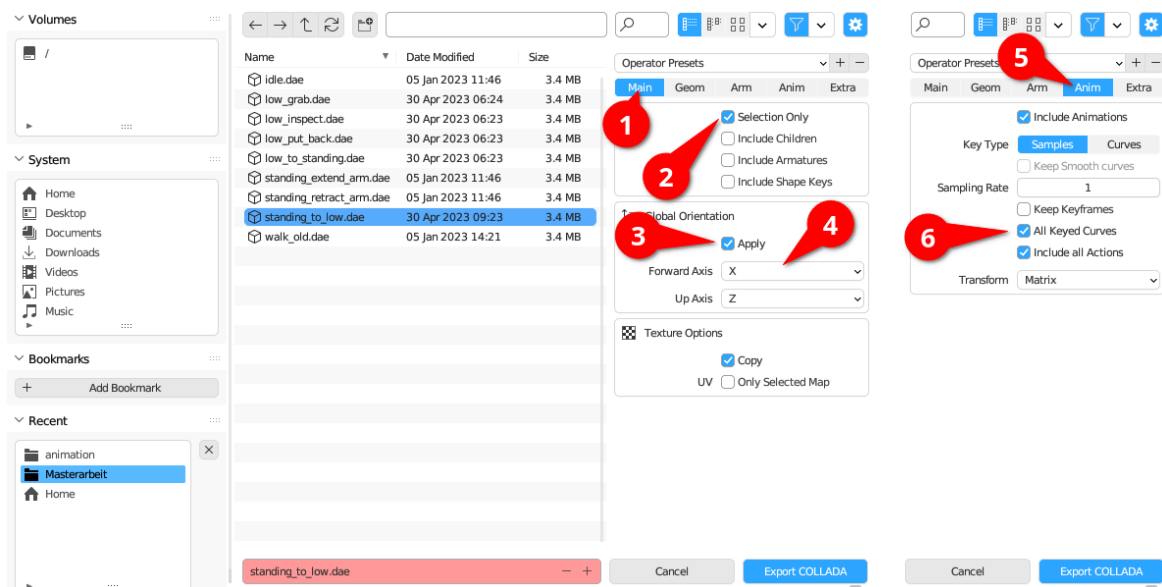 Volumes
/
System
Home
Desktop
Documents
Downloads
Videos
Pictures
Music
Bookmarks
+ Add Bookmark
Recent
animation
Masterarbeit
Home
Name Date Modified Size
idle.dae 05 Jan 2023 11:46 3.4 MB
low_grab.dae 30 Apr 2023 06:24 3.4 MB
low_inspect.dae 30 Apr 2023 06:23 3.4 MB
low_put_back.dae 30 Apr 2023 06:23 3.4 MB
low_to_standing.dae 30 Apr 2023 06:23 3.4 MB
standing_extend_arm.dae 05 Jan 2023 11:46 3.4 MB
standing_retract_arm.dae 05 Jan 2023 11:46 3.4 MB
standing_to_low.dae 30 Apr 2023 09:23 3.4 MB
walk_old.dae 05 Jan 2023 14:21 3.4 MB
standing_to_low.dae − +
Operator Presets + −
Main Geom Arm Anim Extra
1
Selection Only
2
Include Children
Include Armatures
Include Shape Keys
Global Orientation
3
Apply
4
Forward Axis X
Up Axis Z
Texture Options
Copy
UV Only Selected Map
Cancel Export COLLADA
Operator Presets + −
5
Main Geom Arm Anim Extra
Include Animations
Key Type Samples Curves
Keep Smooth curves
Sampling Rate 1
Keep Keyframes
6
All Keyed Curves
Include all Actions
Transform Matrix
Cancel Export COLLADA